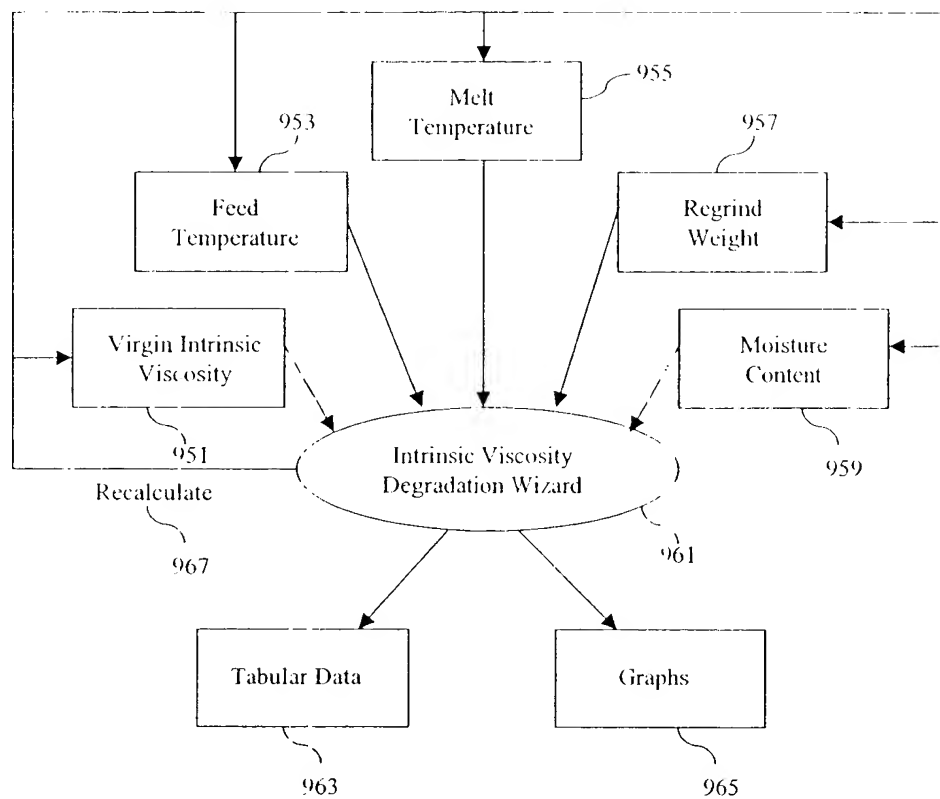 955
Melt
Temperature
953
957
Feed
Temperature
Regrind
Weight
Virgin Intrinsic
Viscosity
Moisture
Content
951
959
Intrinsic Viscosity
Degradation Wizard
Recalculate
961
967
Tabular Data
Graphs
963
965